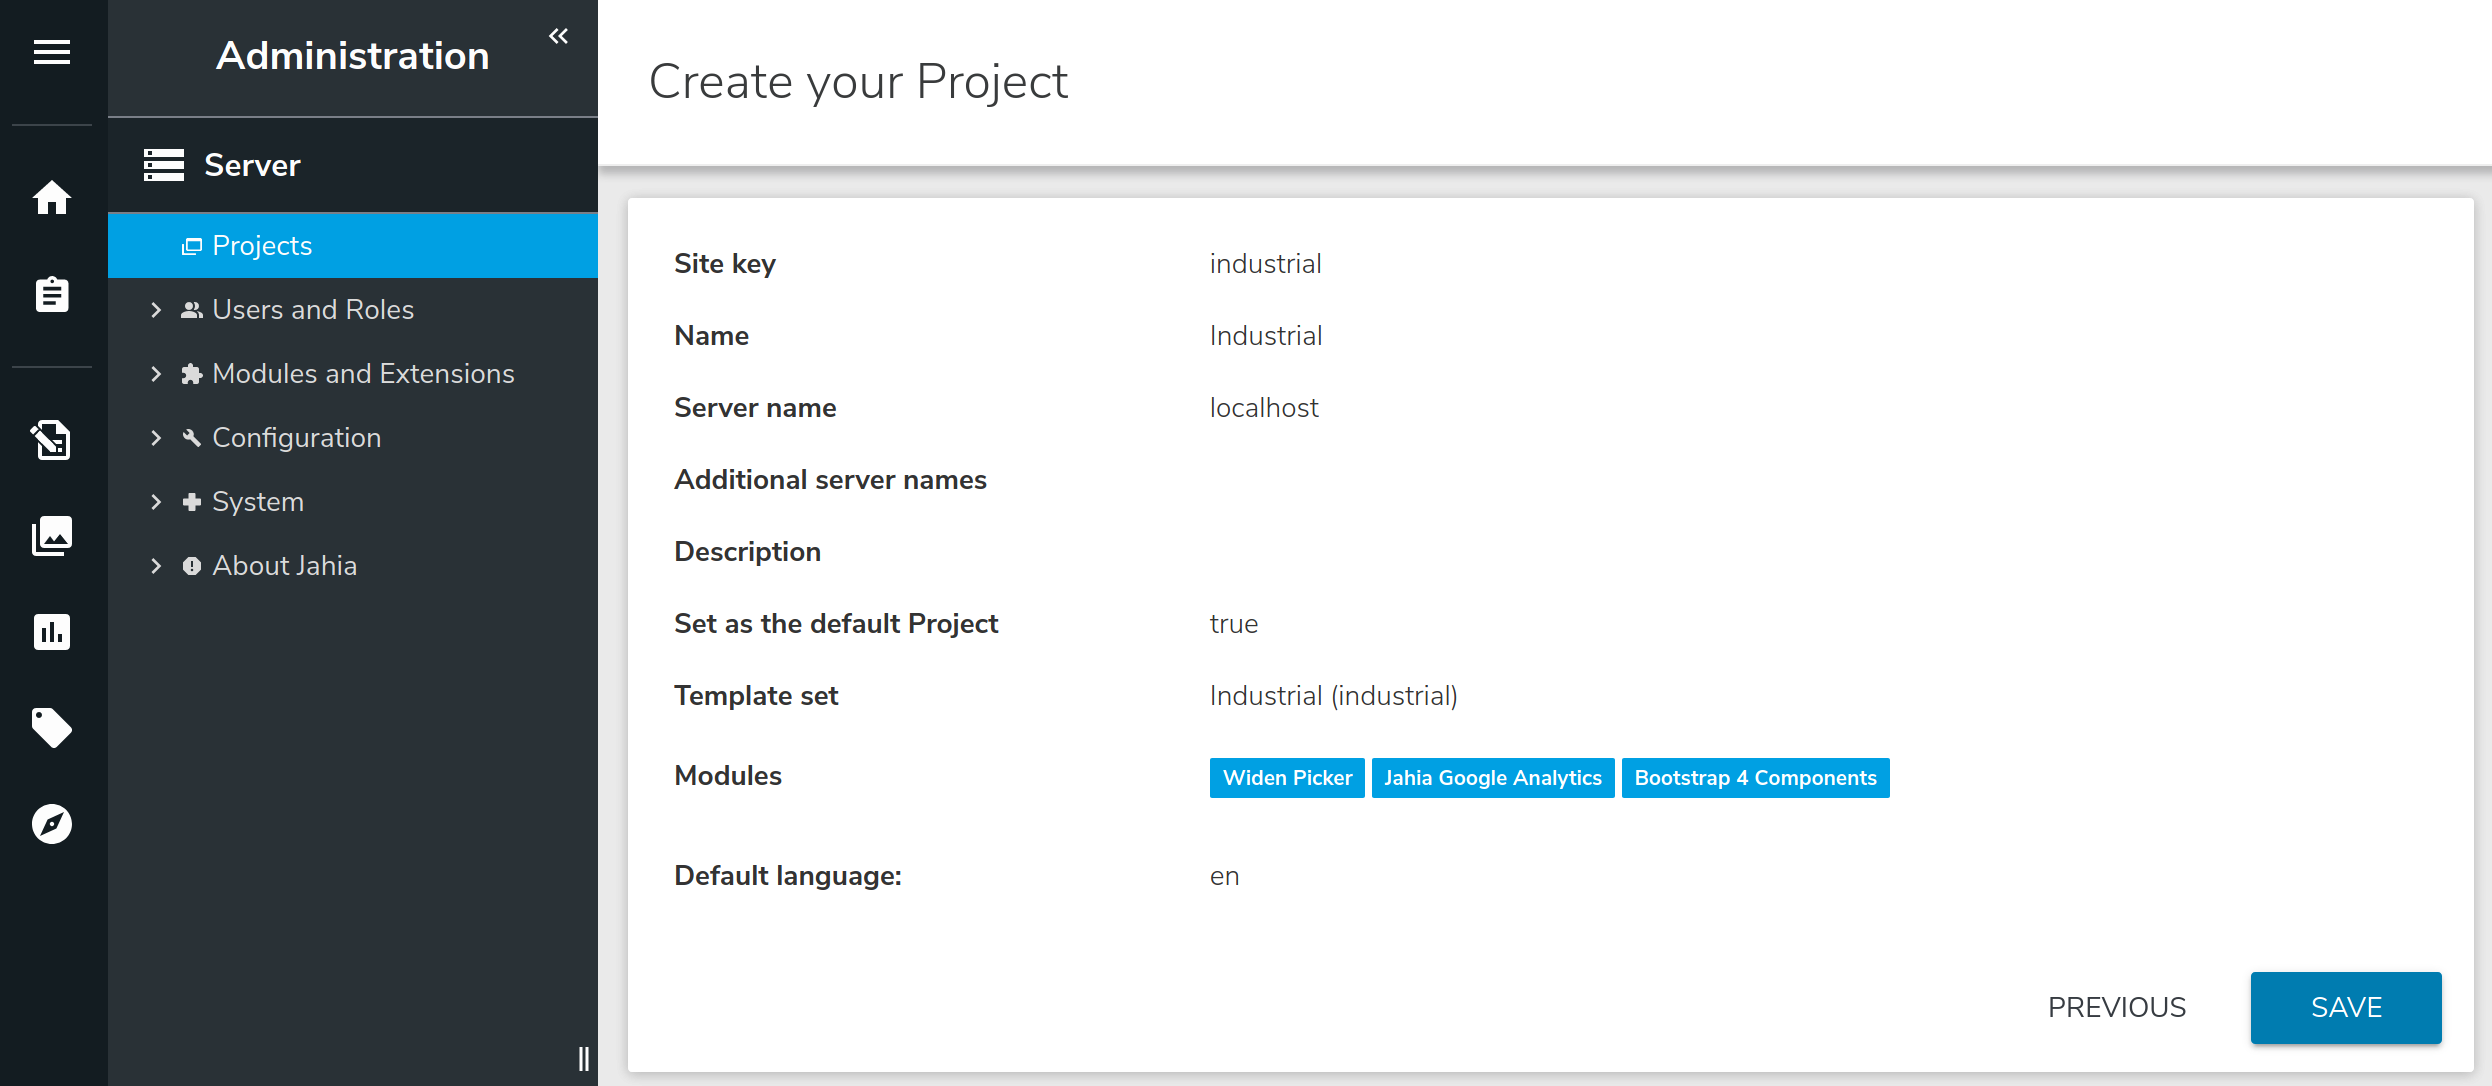 Administration
Server
Projects
Users and Roles
Modules and Extensions
Configuration
System
About Jahia
Create your Project
Site key industrial
Name Industrial
Server name localhost
Additional server names
Description
Set as the default Project true
Template set Industrial (industrial)
Modules Widen Picker Jahia Google Analytics Bootstrap 4 Components
Default language: en
PREVIOUS SAVE